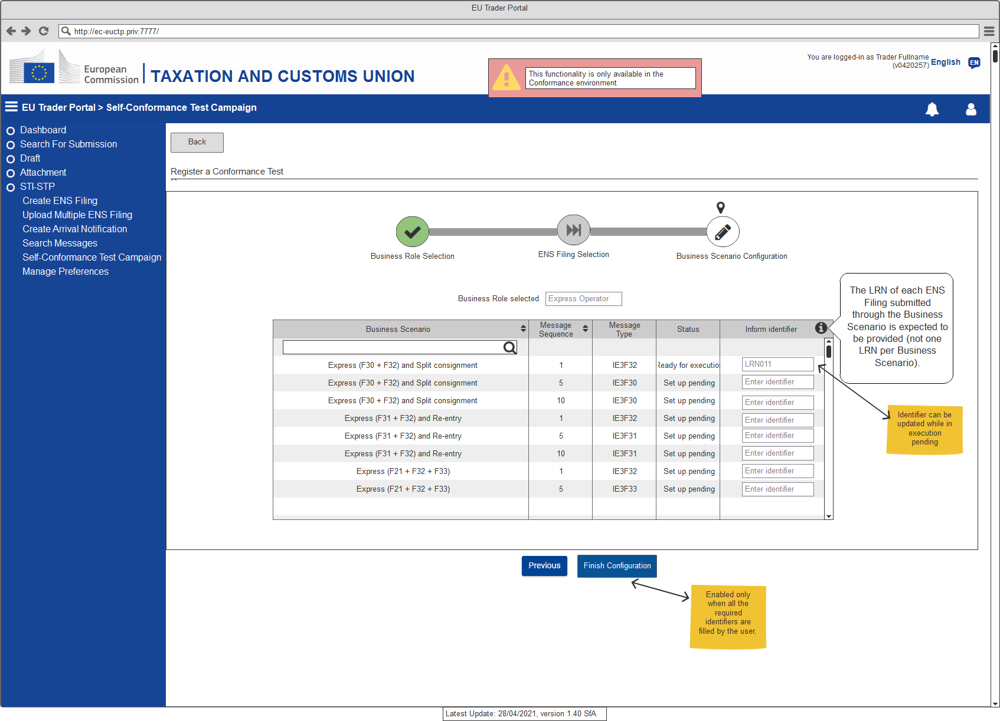 EU Trader Portal
http://ec-euctp.priv:7777/
European
Commission
TAXATION AND CUSTOMS UNION
This functionality is only available in the
Conformance environment
You are logged-in as Trader Fullname
(v0420257)
English
EN
EU Trader Portal > Self-Conformance Test Campaign
Dashboard
Search For Submission
Draft
Attachment
STI-STP
Create ENS Filing
Upload Multiple ENS Filing
Create Arrival Notification
Search Messages
Self-Conformance Test Campaign
Manage Preferences
Back
Register a Conformance Test
Business Role Selection
ENS Filing Selection
Business Scenario Configuration
Business Role selected
Express Operator
Business Scenario Message Sequence Message Type Status Inform identifier
Express (F30 + F32) and Split consignment 1 IE3F32 Ready for execution LRN011
Express (F30 + F32) and Split consignment 5 IE3F30 Set up pending Enter identifier
Express (F30 + F32) and Split consignment 10 IE3F30 Set up pending Enter identifier
Express (F31 + F32) and Re-entry 1 IE3F32 Set up pending Enter identifier
Express (F31 + F32) and Re-entry 5 IE3F31 Set up pending Enter identifier
Express (F31 + F32) and Re-entry 10 IE3F31 Set up pending Enter identifier
Express (F21 + F32 + F33) 1 IE3F32 Set up pending Enter identifier
Express (F21 + F32 + F33) 5 IE3F33 Set up pending Enter identifier
The LRN of each ENS
Filing submitted
through the Business
Scenario is expected to
be provided (not one
LRN per Business
Scenario).
Identifier can be
updated while in
execution
pending
Previous
Finish Configuration
Enabled only
when all the
required
identifiers are
filled by the user.
Latest Update: 28/04/2021, version 1.40 SfA